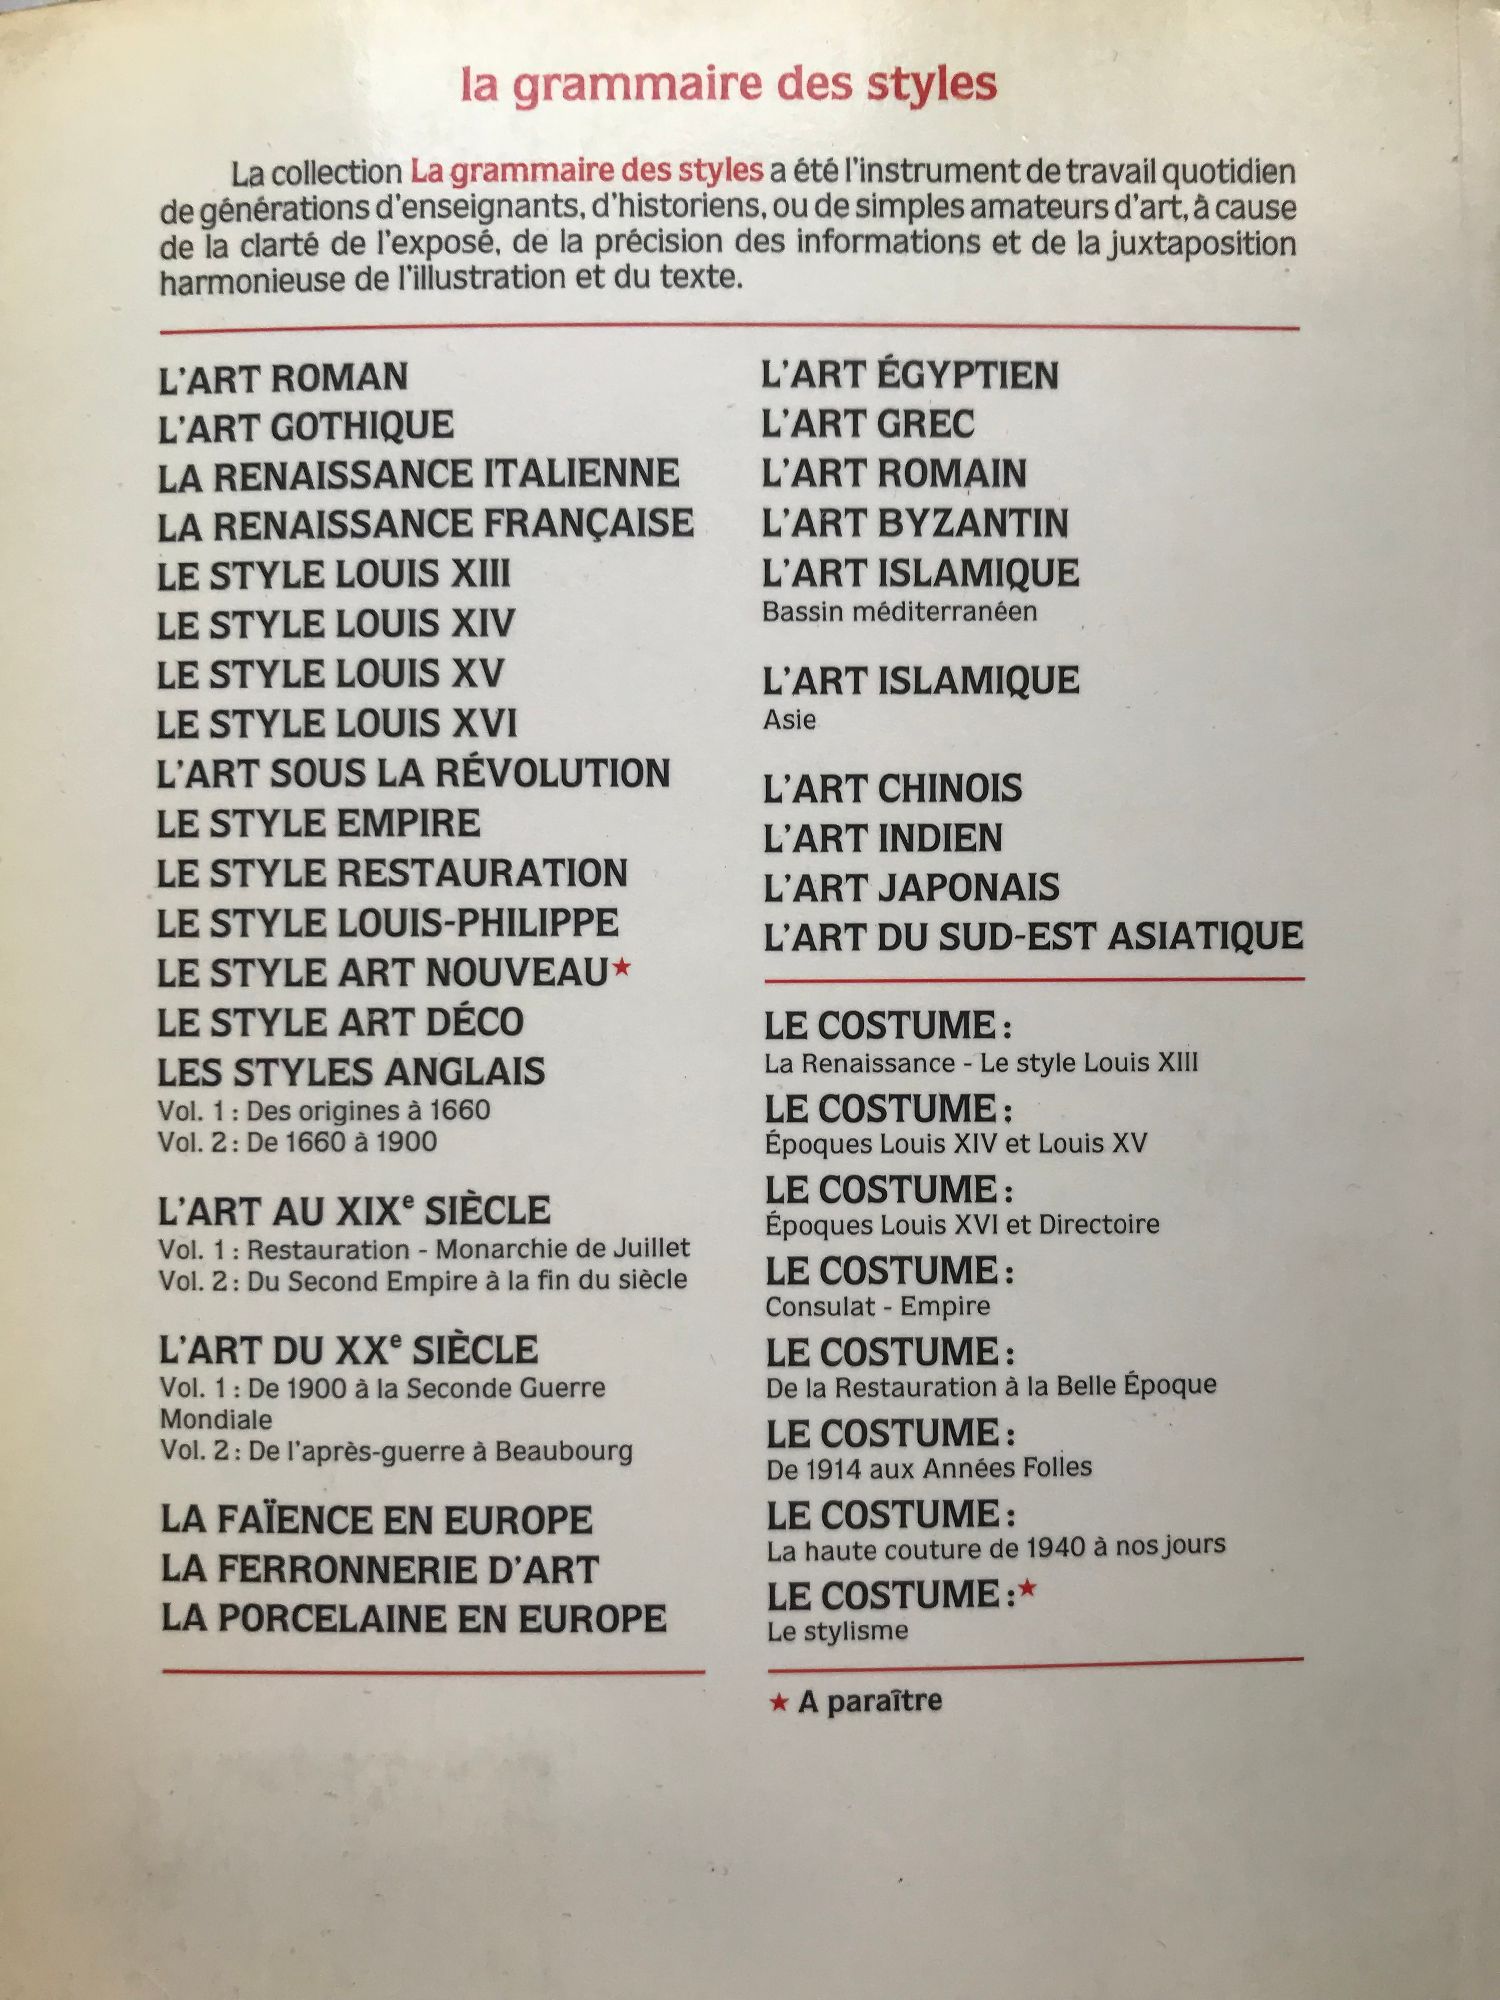 la grammaire des styles
La collection La grammaire des styles a été l'instrument de travail quotidien
de générations d'enseignants, d'historiens, ou de simples amateurs d'art, à cause
de la clarté de l'exposé, de la précision des informations et de la juxtaposition
harmonieuse de l'illustration et du texte.
L'ART ROMAN
L'ART GOTHIQUE
LA RENAISSANCE ITALIENNE
LA RENAISSANCE FRANÇAISE
LE STYLE LOUIS XIII
LE STYLE LOUIS XIV
LE STYLE LOUIS XV
LE STYLE LOUIS XVI
L'ART SOUS LA RÉVOLUTION
LE STYLE EMPIRE
LE STYLE RESTAURATION
LE STYLE LOUIS-PHILIPPE
LE STYLE ART NOUVEAU★
LE STYLE ART DÉCO
LES STYLES ANGLAIS
Vol. 1 : Des origines à 1660
Vol. 2 : De 1660 à 1900
L'ART AU XIXe SIÈCLE
Vol. 1 : Restauration - Monarchie de Juillet
Vol. 2 : Du Second Empire à la fin du siècle
L'ART DU XXe SIÈCLE
Vol. 1 : De 1900 à la Seconde Guerre
Mondiale
Vol. 2 : De l'après-guerre à Beaubourg
LA FAÏENCE EN EUROPE
LA FERRONNERIE D'ART
LA PORCELAINE EN EUROPE
L'ART ÉGYPTIEN
L'ART GREC
L'ART ROMAIN
L'ART BYZANTIN
L'ART ISLAMIQUE
Bassin méditerranéen
L'ART ISLAMIQUE
Asie
L'ART CHINOIS
L'ART INDIEN
L'ART JAPONAIS
L'ART DU SUD-EST ASIATIQUE
LE COSTUME :
La Renaissance - Le style Louis XIII
LE COSTUME :
Époques Louis XIV et Louis XV
LE COSTUME :
Époques Louis XVI et Directoire
LE COSTUME :
Consulat - Empire
LE COSTUME :
De la Restauration à la Belle Époque
LE COSTUME :
De 1914 aux Années Folles
LE COSTUME :
La haute couture de 1940 à nos jours
LE COSTUME :★
Le stylisme
★ A paraître